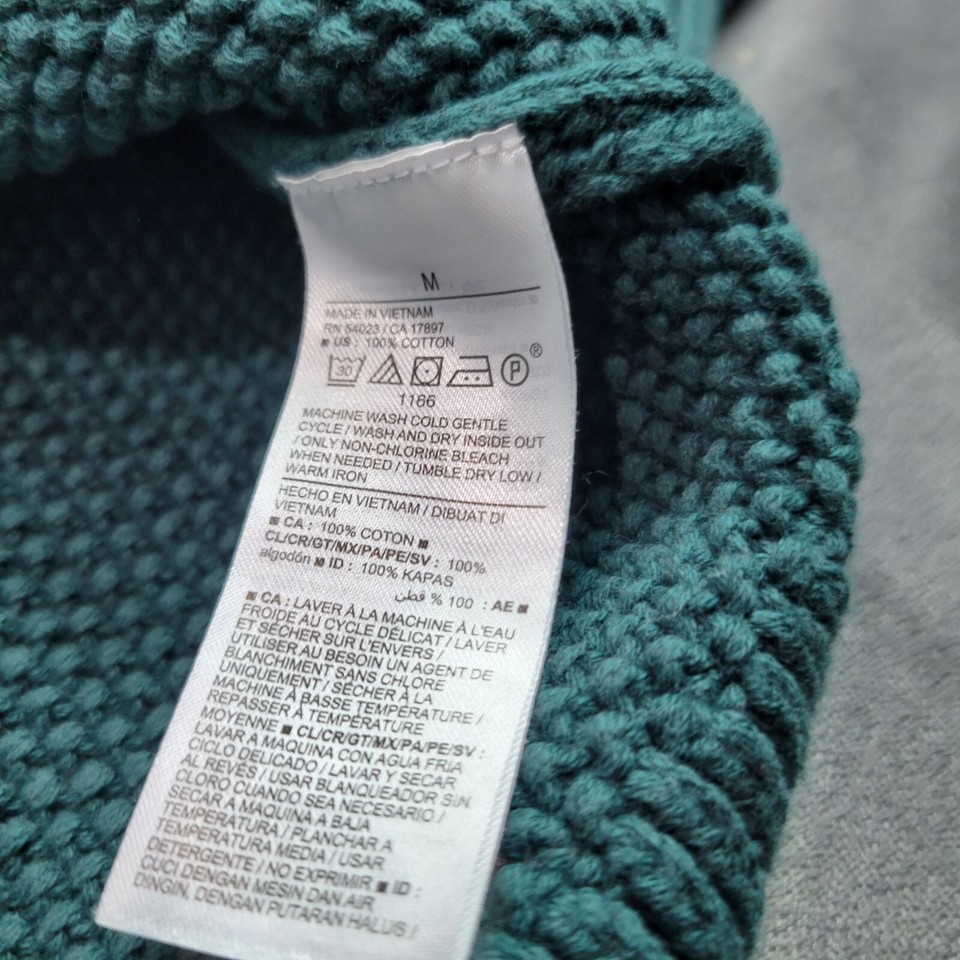 M
MADE IN VIETNAM
RN 54023 / CA 17897
■ US : 100% COTTON
30 P ®
1166
MACHINE WASH COLD GENTLE
CYCLE / WASH AND DRY INSIDE OUT
/ ONLY NON-CHLORINE BLEACH
WHEN NEEDED / TUMBLE DRY LOW /
WARM IRON
HECHO EN VIETNAM / DIBUAT DI
VIETNAM
■ CA : 100% COTON ■
CL/CR/GT/MX/PA/PE/SV : 100%
algodón ■ ID : 100% KAPAS
■ AE : 100 % قطن
■ CA : LAVER À LA MACHINE À L'EAU
FROIDE AU CYCLE DÉLICAT / LAVER
ET SÉCHER SUR L'ENVERS /
UTILISER AU BESOIN UN AGENT DE
BLANCHIMENT SANS CHLORE
UNIQUEMENT / SÉCHER À LA
MACHINE À BASSE TEMPÉRATURE /
REPASSER À TEMPÉRATURE
MOYENNE ■ CL/CR/GT/MX/PA/PE/SV :
LAVAR A MAQUINA CON AGUA FRIA
CICLO DELICADO / LAVAR Y SECAR
AL REVÉS / USAR BLANQUEADOR SIN
CLORO CUANDO SEA NECESARIO /
SECAR A MAQUINA A BAJA
TEMPERATURA / PLANCHAR A
TEMPERATURA MEDIA / USAR
DETERGENTE / NO EXPRIMIR ■ ID :
CUCI DENGAN MESIN DAN AIR
DINGIN, DENGAN PUTARAN HALUS /